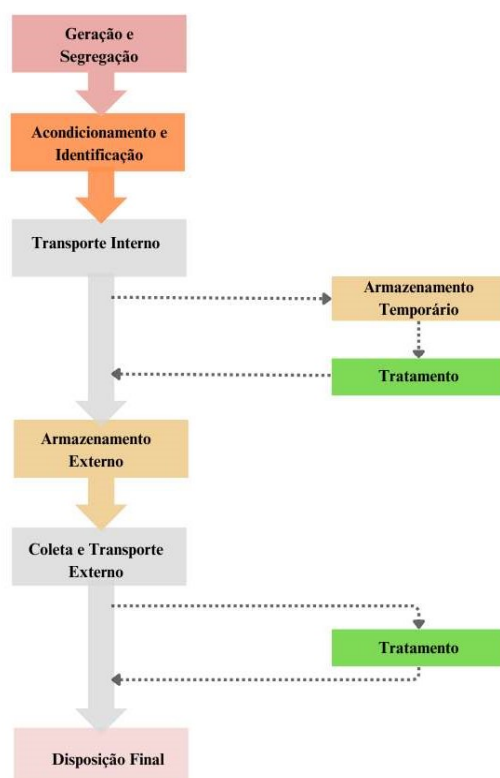 Geração e
Segregação
Acondicionamento e
Identificação
Transporte Interno
Armazenamento
Temporário
Tratamento
Armazenamento
Externo
Coleta e Transporte
Externo
Tratamento
Disposição Final